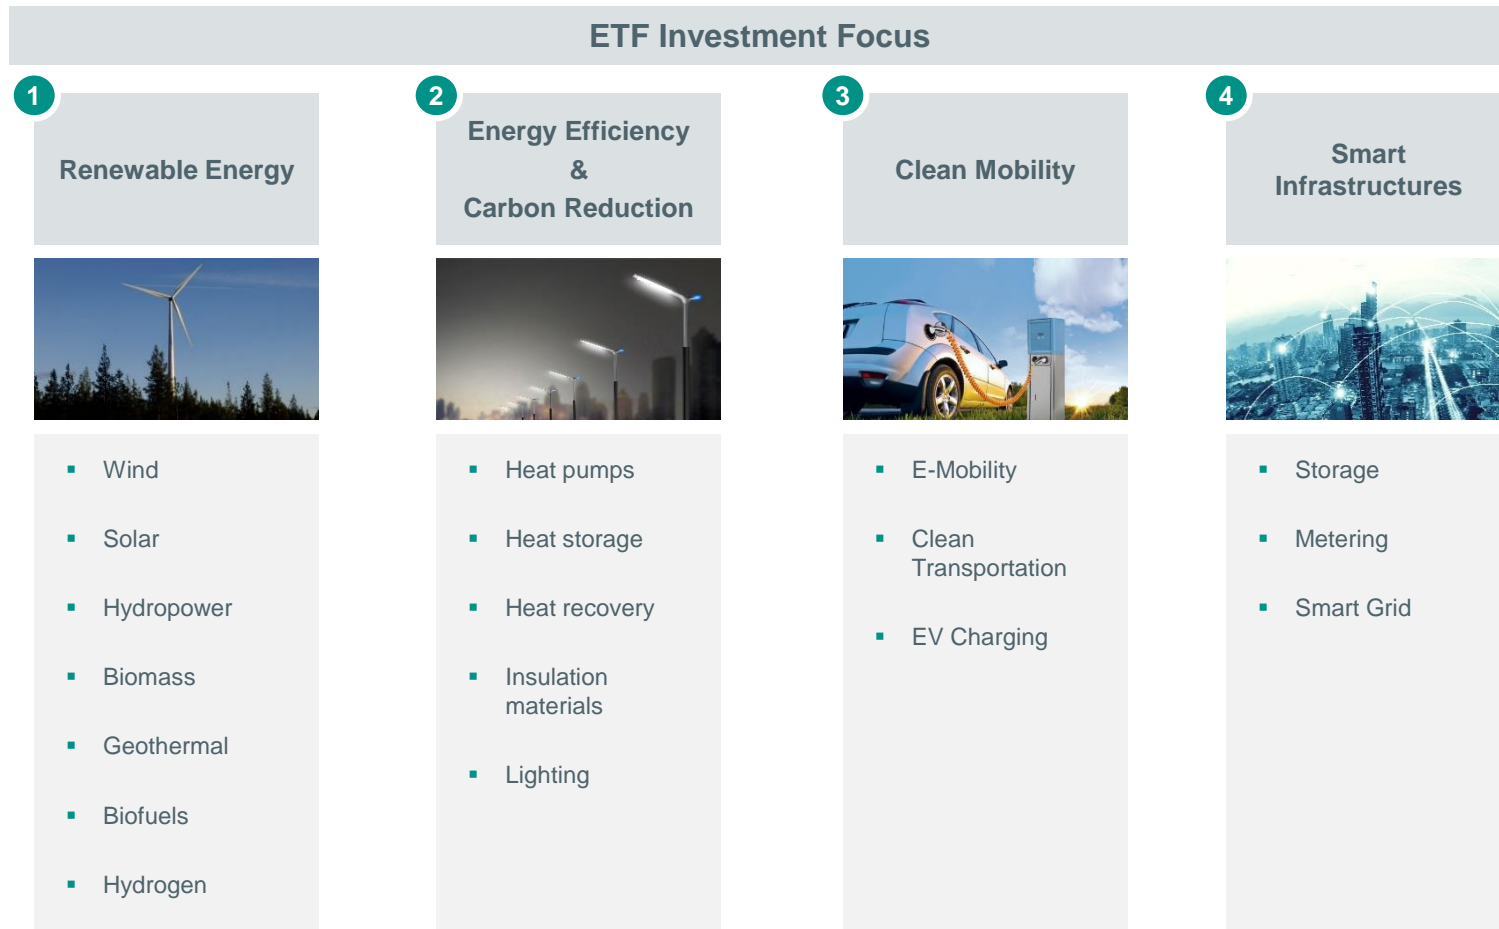 ETF Investment Focus
1
Renewable Energy
Wind
Solar
Hydropower
Biomass
Geothermal
Biofuels
Hydrogen
2
Energy Efficiency
&
Carbon Reduction
Heat pumps
Heat storage
Heat recovery
Insulation
materials
Lighting
3
Clean Mobility
E-Mobility
Clean
Transportation
EV Charging
4
Smart
Infrastructures
Storage
Metering
Smart Grid